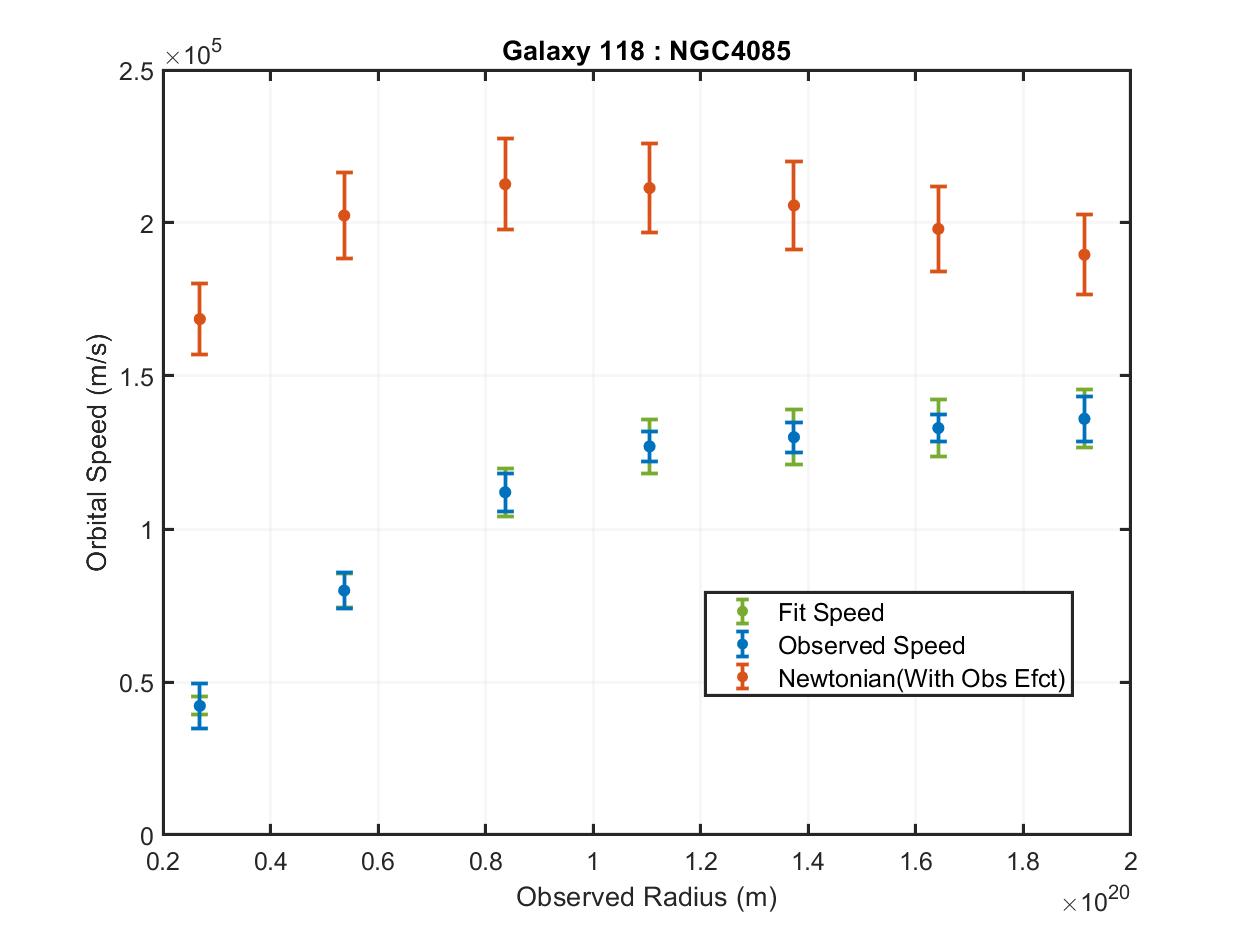 Galaxy 118 : NGC4085
×10^5
2.5
2
1.5
1
0.5
0
Orbital Speed (m/s)
Fit Speed
Observed Speed
Newtonian(With Obs Efct)
0.2 0.4 0.6 0.8 1 1.2 1.4 1.6 1.8 2
Observed Radius (m)
×10^20